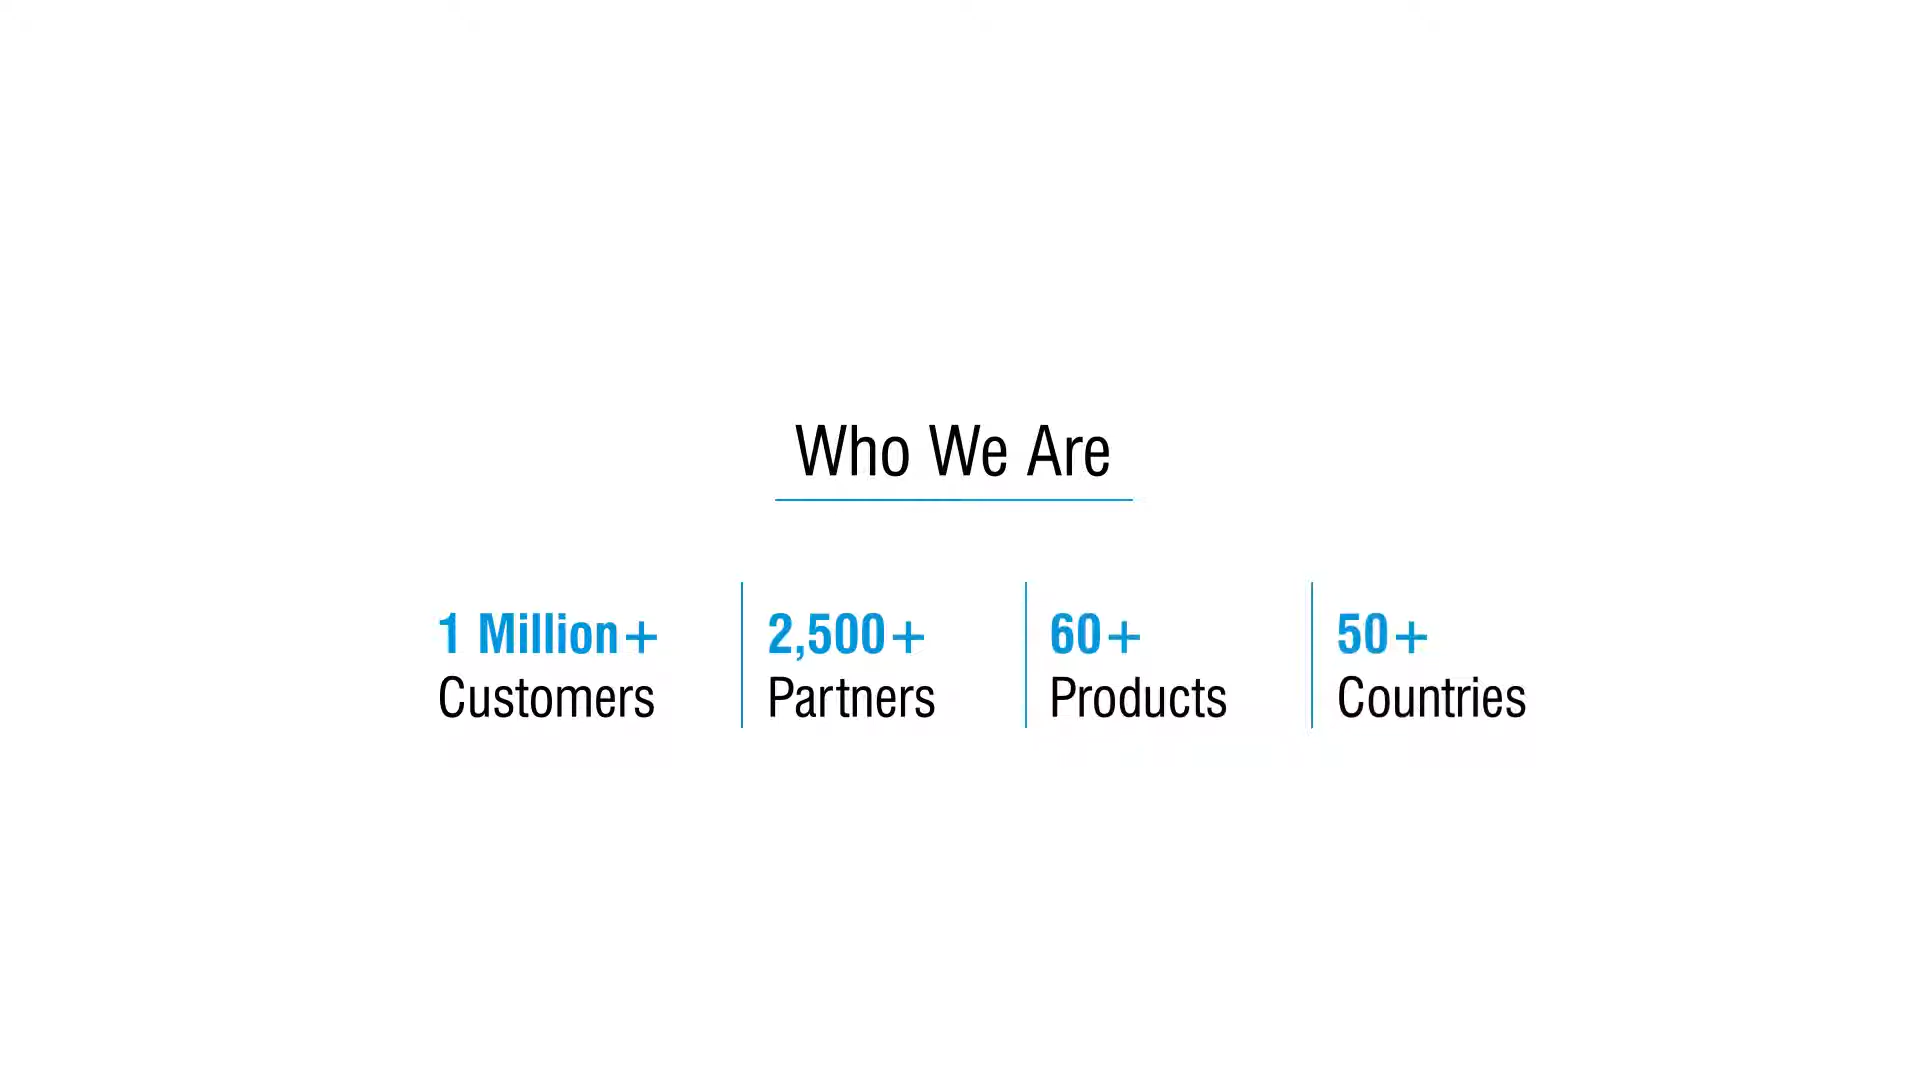 Who We Are
1 Million+
Customers
2,500+
Partners
60+
Products
50+
Countries